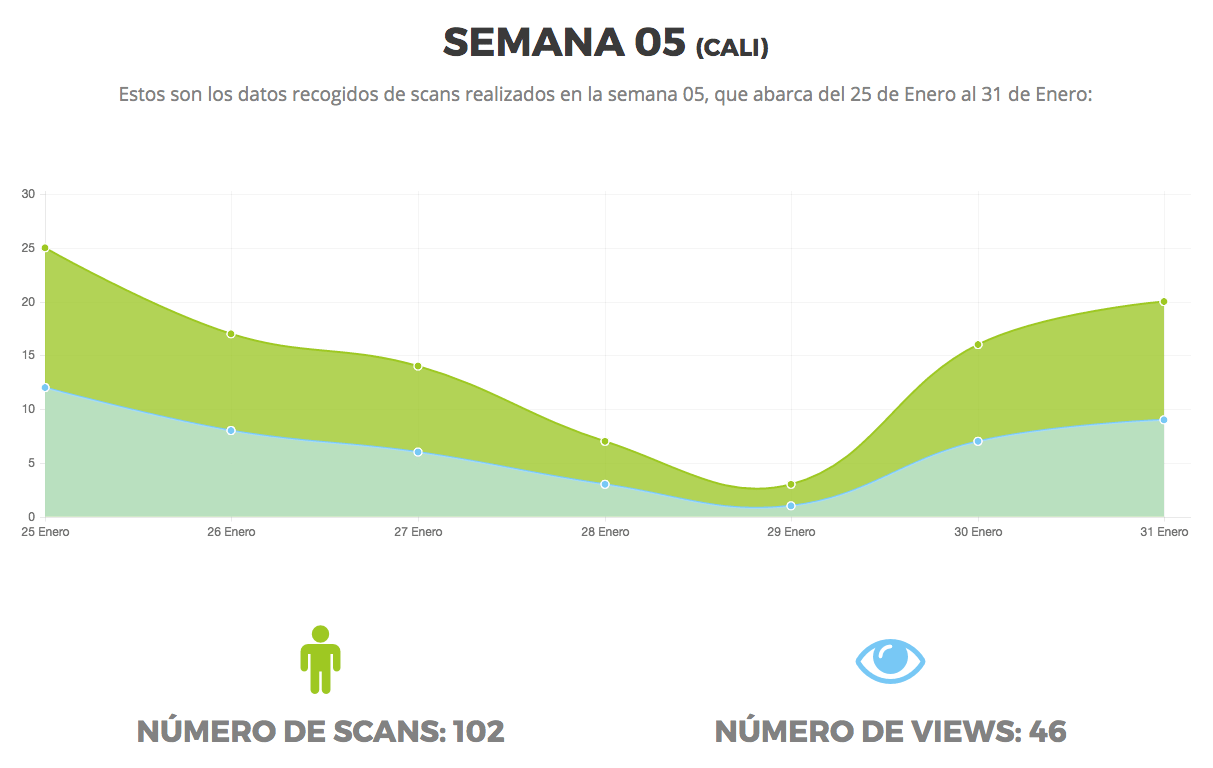 SEMANA 05 (CALI)
Estos son los datos recogidos de scans realizados en la semana 05, que abarca del 25 de Enero al 31 de Enero:
30
25
20
15
10
5
0
25 Enero 26 Enero 27 Enero 28 Enero 29 Enero 30 Enero 31 Enero
NÚMERO DE SCANS: 102
NÚMERO DE VIEWS: 46